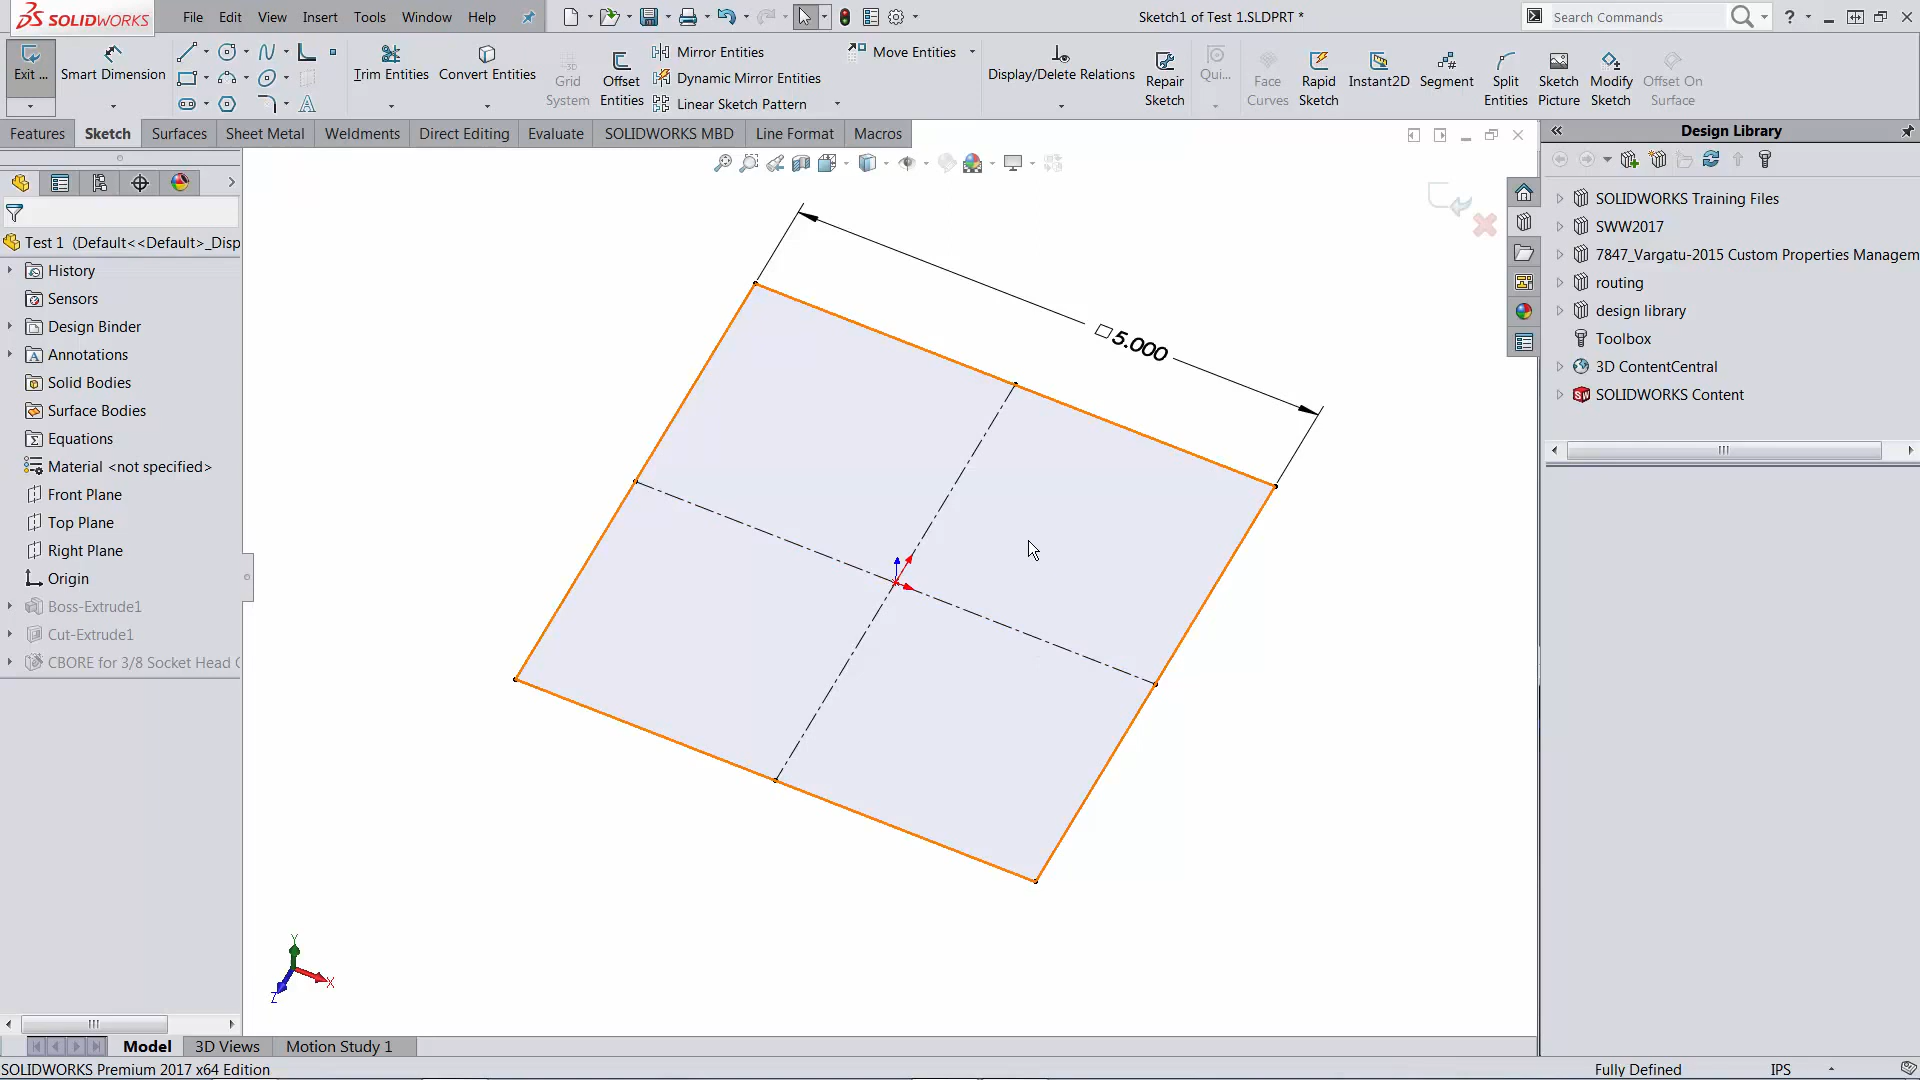 SOLIDWORKS
File Edit View Insert Tools Window Help
Sketch1 of Test 1.SLDPRT *
Search Commands
?
Exit ...
Smart Dimension
Trim Entities
Convert Entities
3D
Grid
System
Offset
Entities
Mirror Entities
Dynamic Mirror Entities
Linear Sketch Pattern
Move Entities
Display/Delete Relations
Repair
Sketch
Qui...
Face
Curves
Rapid
Sketch
Instant2D
Segment
Split
Entities
Sketch
Picture
Modify
Sketch
Offset On
Surface
Features Sketch Surfaces Sheet Metal Weldments Direct Editing Evaluate SOLIDWORKS MBD Line Format Macros
Test 1 (Default<<Default>_Disp
History
Sensors
Design Binder
Annotations
Solid Bodies
Surface Bodies
Equations
Material <not specified>
Front Plane
Top Plane
Right Plane
Origin
Boss-Extrude1
Cut-Extrude1
CBORE for 3/8 Socket Head C
□5.000
Y
X
Z
Design Library
SOLIDWORKS Training Files
SWW2017
7847_Vargatu-2015 Custom Properties Managem
routing
design library
Toolbox
3D ContentCentral
SOLIDWORKS Content
Model 3D Views Motion Study 1
SOLIDWORKS Premium 2017 x64 Edition
Fully Defined
IPS